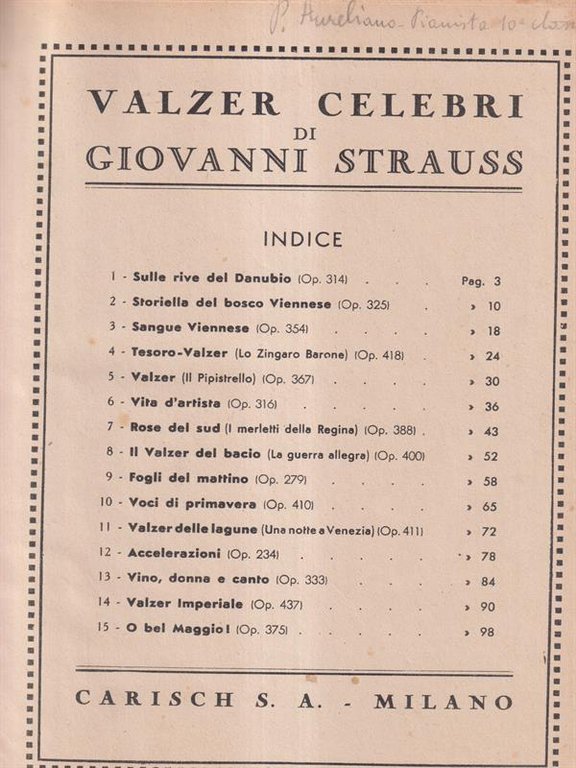 P. Aureliano - Pianista 10a
VALZER CELEBRI
DI
GIOVANNI STRAUSS
INDICE
1 - Sulle rive del Danubio (Op. 314) . . . Pag. 3
2 - Storiella del bosco Viennese (Op. 325) . » 10
3 - Sangue Viennese (Op. 354) . . . . » 18
4 - Tesoro-Valzer (Lo Zingaro Barone) (Op. 418) . » 24
5 - Valzer (Il Pipistrello) (Op. 367) . . . . » 30
6 - Vita d'artista (Op. 316) . . . . . » 36
7 - Rose del sud (I merletti della Regina) (Op. 388) . » 43
8 - Il Valzer del bacio (La guerra allegra) (Op. 400) » 52
9 - Fogli del mattino (Op. 279) . . . . » 58
10 - Voci di primavera (Op. 410) . . . . » 65
11 - Valzer delle lagune (Una notte a Venezia) (Op. 411) » 72
12 - Accelerazioni (Op. 234) . . . . . » 78
13 - Vino, donna e canto (Op. 333) . . . » 84
14 - Valzer Imperiale (Op. 437) . . . . » 90
15 - O bel Maggio! (Op. 375) . . . . . » 98
CARISCH S. A. - MILANO